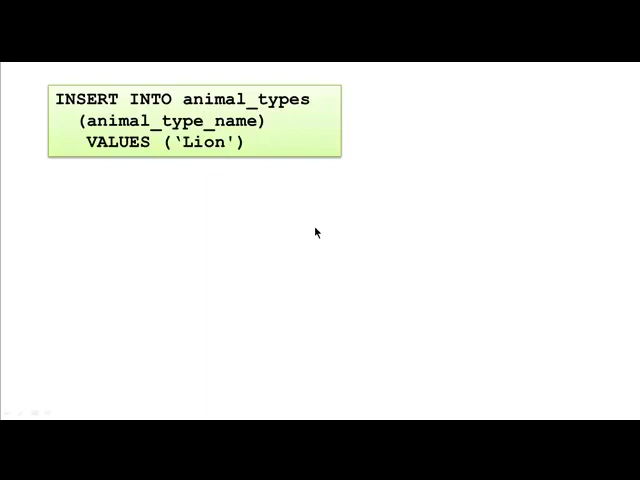 INSERT INTO animal_types
(animal_type_name)
VALUES (‘Lion')